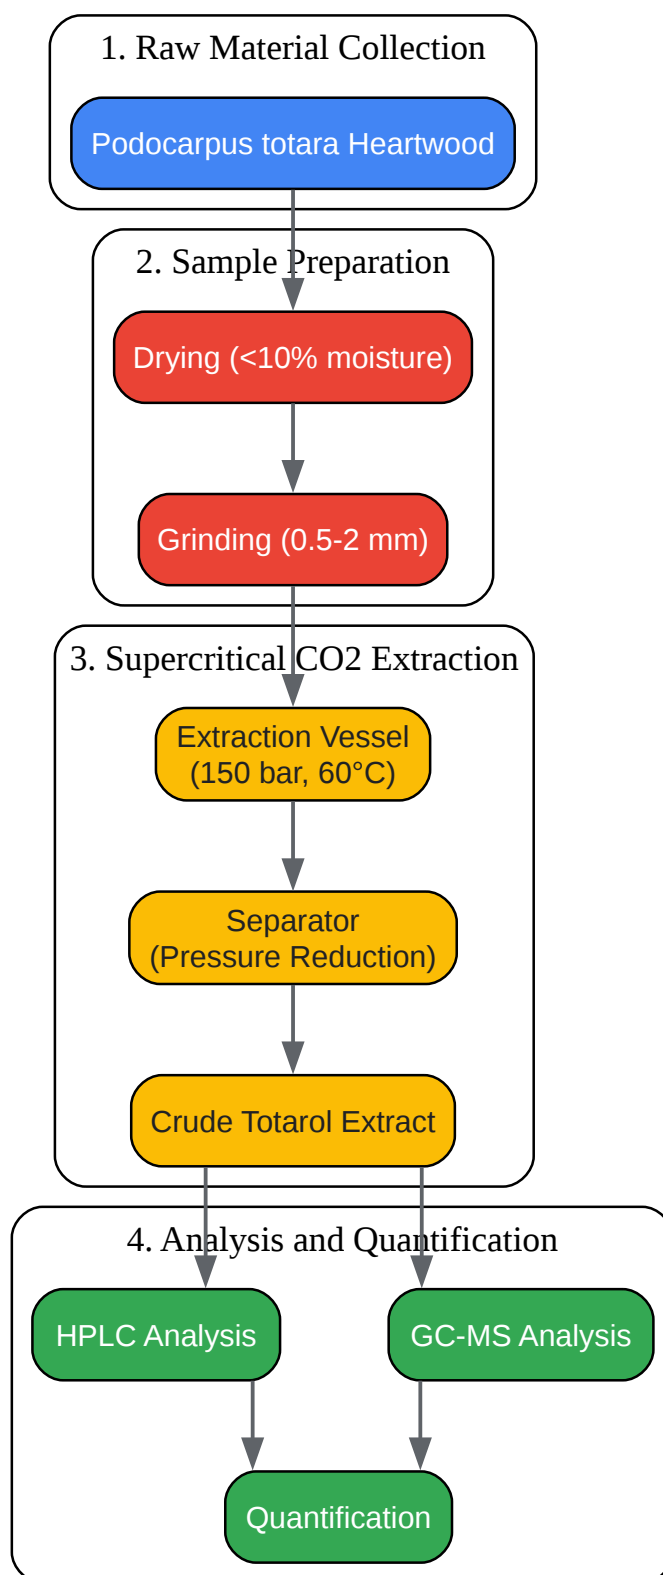 1. Raw Material Collection
Podocarpus totara Heartwood
2. Sample Preparation
Drying (<10% moisture)
Grinding (0.5-2 mm)
3. Supercritical CO2 Extraction
Extraction Vessel
(150 bar, 60°C)
Separator
(Pressure Reduction)
Crude Totarol Extract
4. Analysis and Quantification
HPLC Analysis
GC-MS Analysis
Quantification